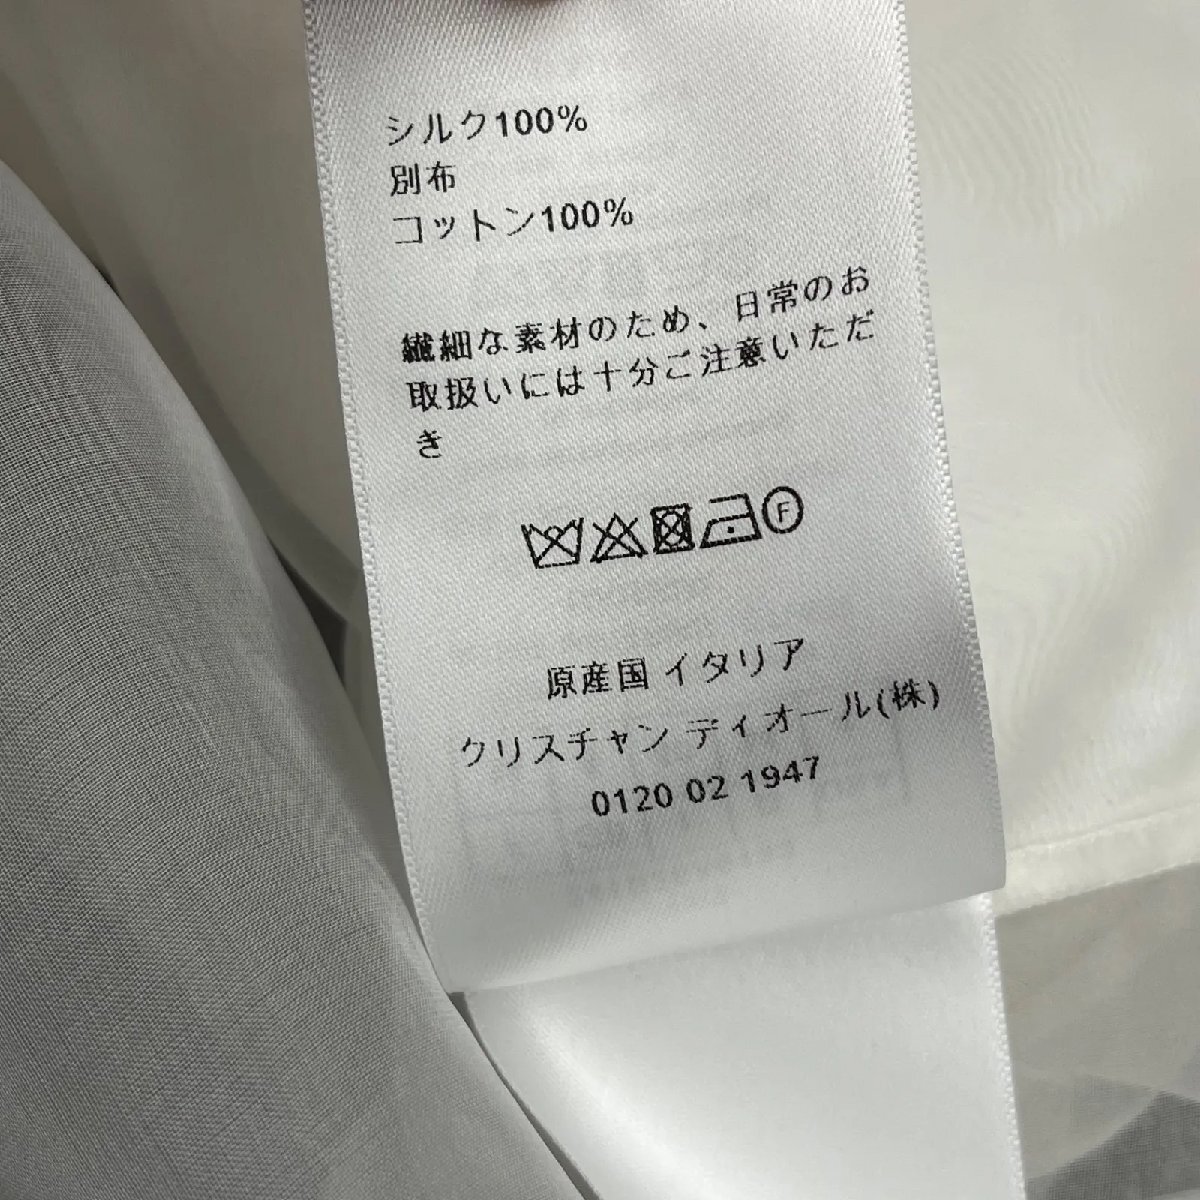 シルク100%
別布
コットン100%
繊細な素材のため、日常のお
取扱いには十分ご注意いただ
き
F
原産国 イタリア
クリスチャン ディオール(株)
0120 02 1947